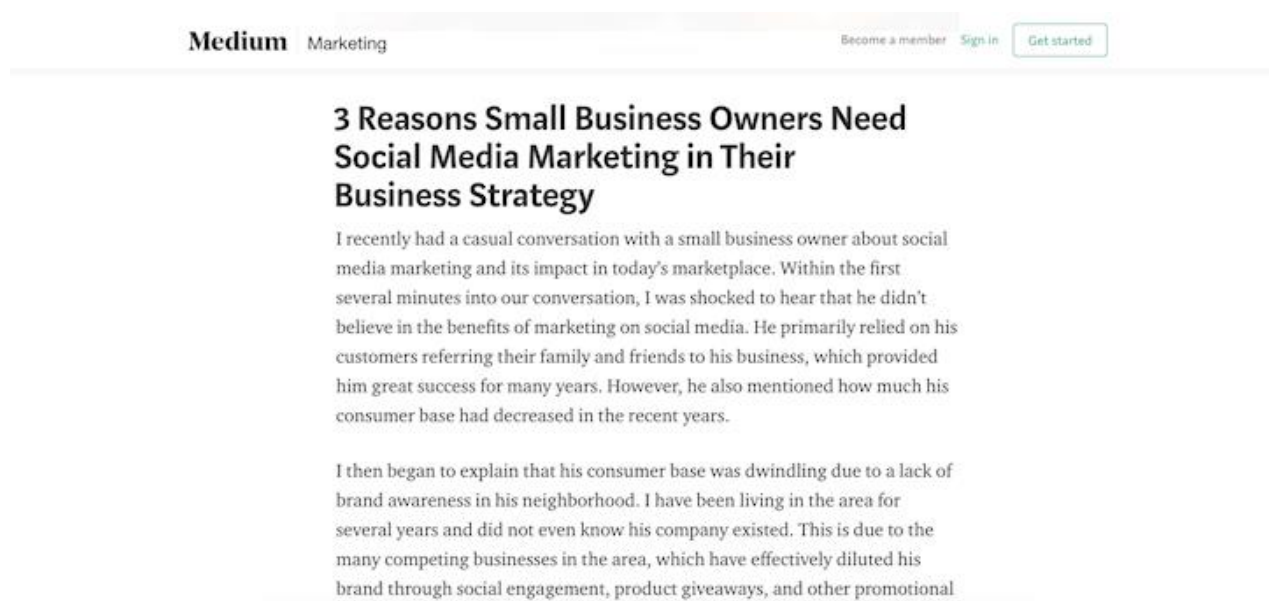 Medium Marketing Become a member Sign in Get started
3 Reasons Small Business Owners Need
Social Media Marketing in Their
Business Strategy
I recently had a casual conversation with a small business owner about social
media marketing and its impact in today's marketplace. Within the first
several minutes into our conversation, I was shocked to hear that he didn't
believe in the benefits of marketing on social media. He primarily relied on his
customers referring their family and friends to his business, which provided
him great success for many years. However, he also mentioned how much his
consumer base had decreased in the recent years.
I then began to explain that his consumer base was dwindling due to a lack of
brand awareness in his neighborhood. I have been living in the area for
several years and did not even know his company existed. This is due to the
many competing businesses in the area, which have effectively diluted his
brand through social engagement, product giveaways, and other promotional